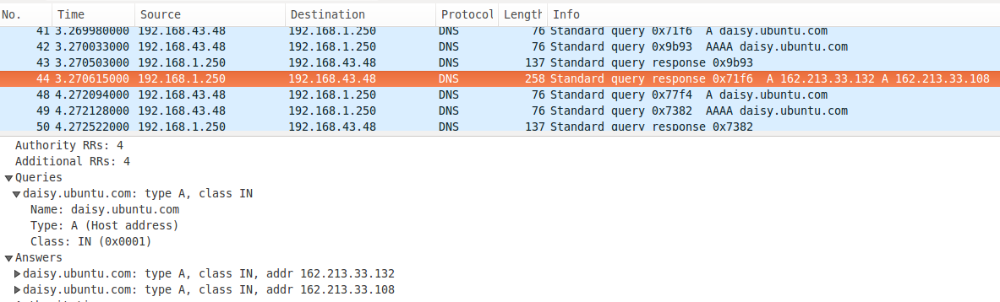 No. Time Source Destination Protocol Length Info
41 3.269980000 192.168.43.48 192.168.1.250 DNS 76 Standard query 0x71f6 A daisy.ubuntu.com
42 3.270033000 192.168.43.48 192.168.1.250 DNS 76 Standard query 0x9b93 AAAA daisy.ubuntu.com
43 3.270503000 192.168.1.250 192.168.43.48 DNS 137 Standard query response 0x9b93
44 3.270615000 192.168.1.250 192.168.43.48 DNS 258 Standard query response 0x71f6 A 162.213.33.132 A 162.213.33.108
48 4.272094000 192.168.43.48 192.168.1.250 DNS 76 Standard query 0x77f4 A daisy.ubuntu.com
49 4.272128000 192.168.43.48 192.168.1.250 DNS 76 Standard query 0x7382 AAAA daisy.ubuntu.com
50 4.272522000 192.168.1.250 192.168.43.48 DNS 137 Standard query response 0x7382
Authority RRs: 4
Additional RRs: 4
Queries
daisy.ubuntu.com: type A, class IN
Name: daisy.ubuntu.com
Type: A (Host address)
Class: IN (0x0001)
Answers
daisy.ubuntu.com: type A, class IN, addr 162.213.33.132
daisy.ubuntu.com: type A, class IN, addr 162.213.33.108